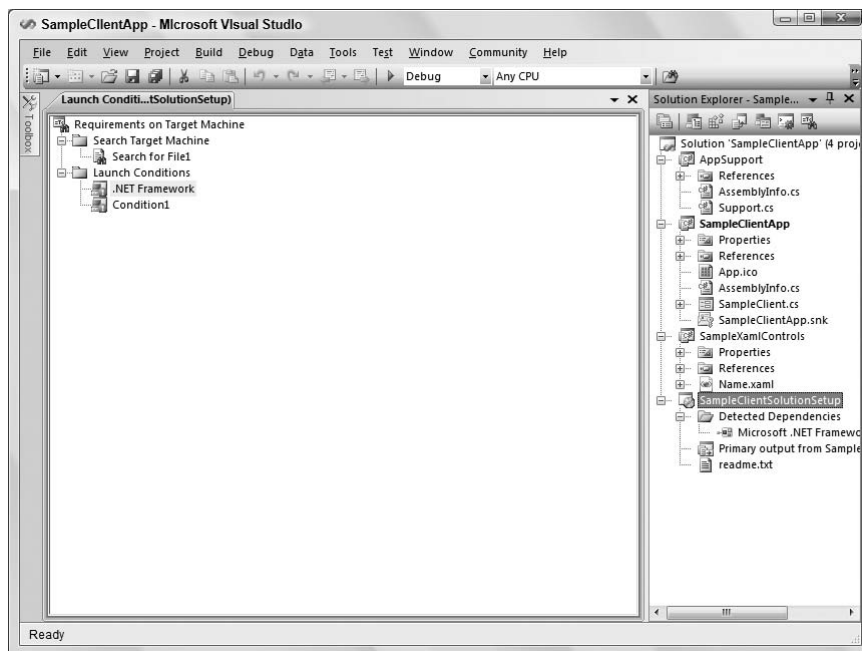 SampleClientApp - Microsoft Visual Studio
File Edit View Project Build Debug Data Tools Test Window Community Help
Debug Any CPU
Toolbox
Launch Conditi...tSolutionSetup)
Requirements on Target Machine
Search Target Machine
Search for File1
Launch Conditions
.NET Framework
Condition1
Solution Explorer - Sample...
Solution 'SampleClientApp' (4 proj
AppSupport
References
AssemblyInfo.cs
Support.cs
SampleClientApp
Properties
References
App.ico
AssemblyInfo.cs
SampleClient.cs
SampleClientApp.snk
SampleXamlControls
Properties
References
Name.xaml
SampleClientSolutionSetup
Detected Dependencies
Microsoft .NET Framewo
Primary output from Sample
readme.txt
Ready